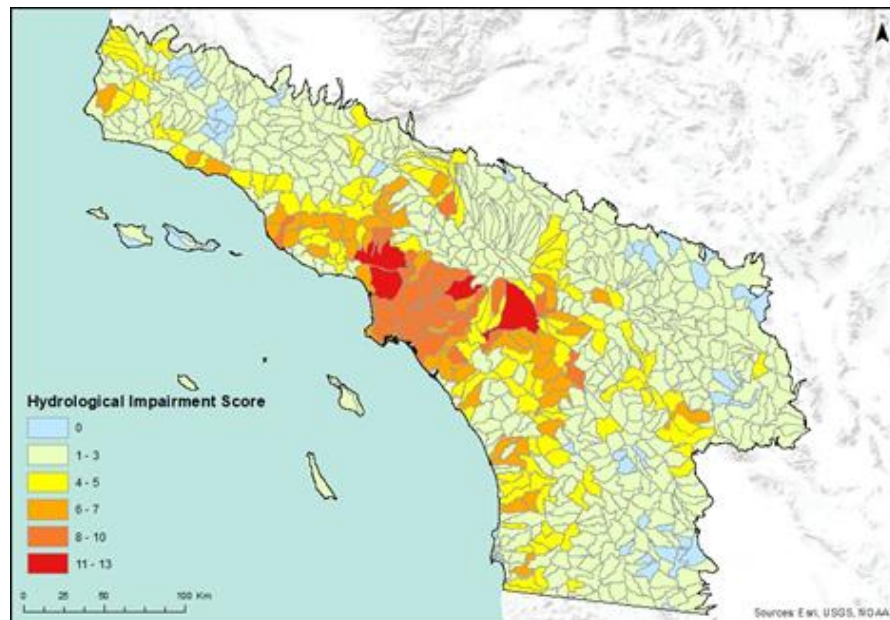 Hydrological Impairment Score
0
1 - 3
4 - 5
6 - 7
8 - 10
11 - 13
0 25 50 100 Km
Sources: Esri, USGS, NOAA